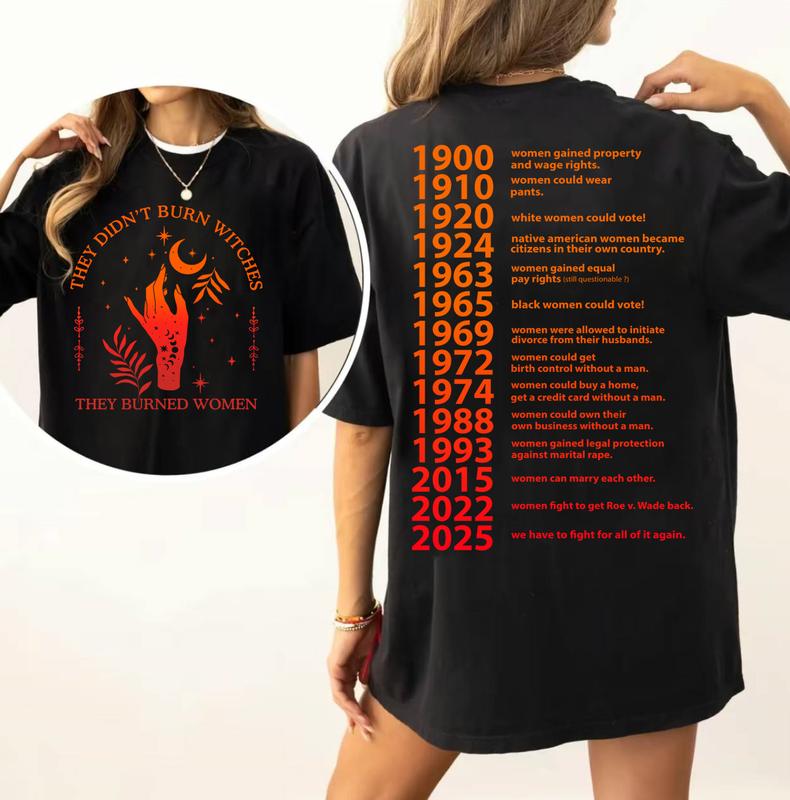 THEY DIDN'T BURN WITCHES
THEY BURNED WOMEN
1900 women gained property
and wage rights.
1910 women could wear
pants.
1920 white women could vote!
1924 native american women became
citizens in their own country.
1963 women gained equal
pay rights (still questionable ?)
1965 black women could vote!
1969 women were allowed to initiate
divorce from their husbands.
1972 women could get
birth control without a man.
1974 women could buy a home,
get a credit card without a man.
1988 women could own their
own business without a man.
1993 women gained legal protection
against marital rape.
2015 women can marry each other.
2022 women fight to get Roe v. Wade back.
2025 we have to fight for all of it again.